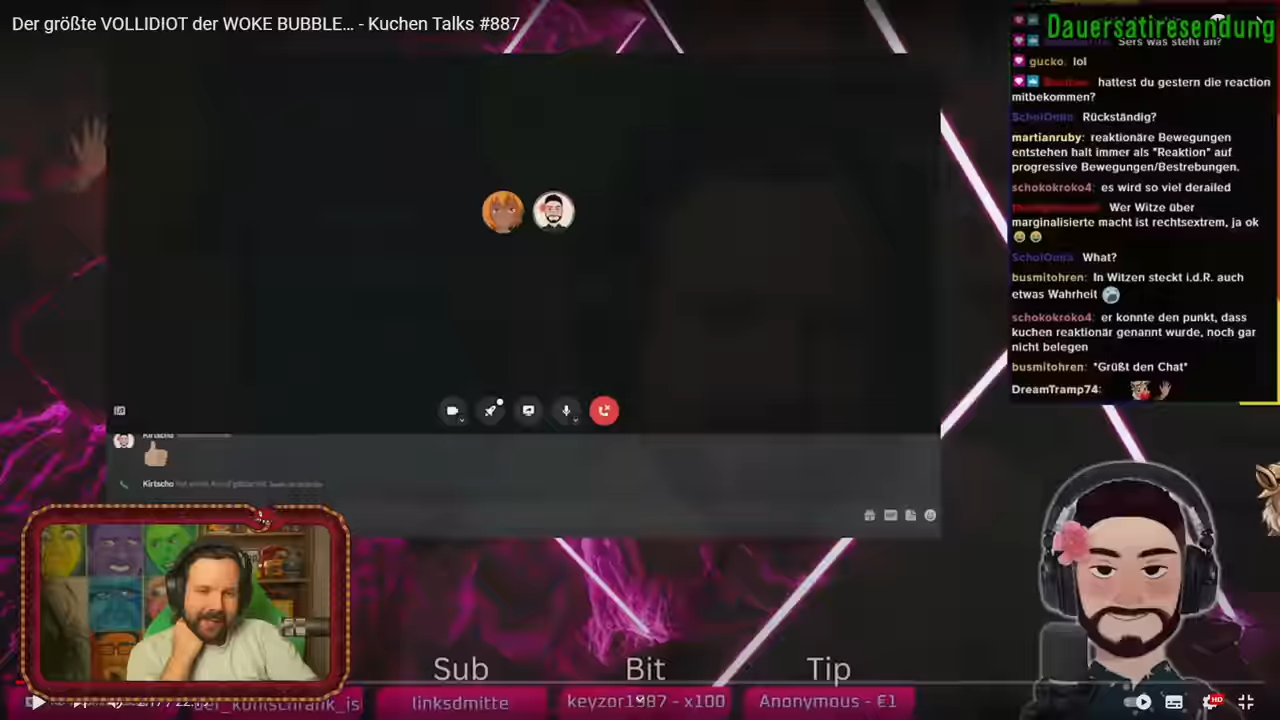 Der größte VOLLIDIOT der WOKE BUBBLE... - Kuchen Talks #887
Dauersatiresendung
Sers was steht an?
gucko. lol
hattest du gestern die reaction
mitbekommen?
Rückständig?
martianruby: reaktionäre Bewegungen
entstehen halt immer als "Reaktion" auf
progressive Bewegungen/Bestrebungen.
schokokroko4: es wird so viel derailed
Wer Witze über
marginalisierte macht ist rechtsextrem, ja ok
What?
busmitohren: In Witzen steckt i.d.R. auch
etwas Wahrheit
schokokroko4: er konnte den punkt, dass
kuchen reaktionär genannt wurde, noch gar
nicht belegen
busmitohren: *Grüßt den Chat*
DreamTramp74:
Kirtscho
Kirtscho
Sub
Bit
Tip
linksdmitte
keyzor1987 - x100
Anonymous - €1
HD